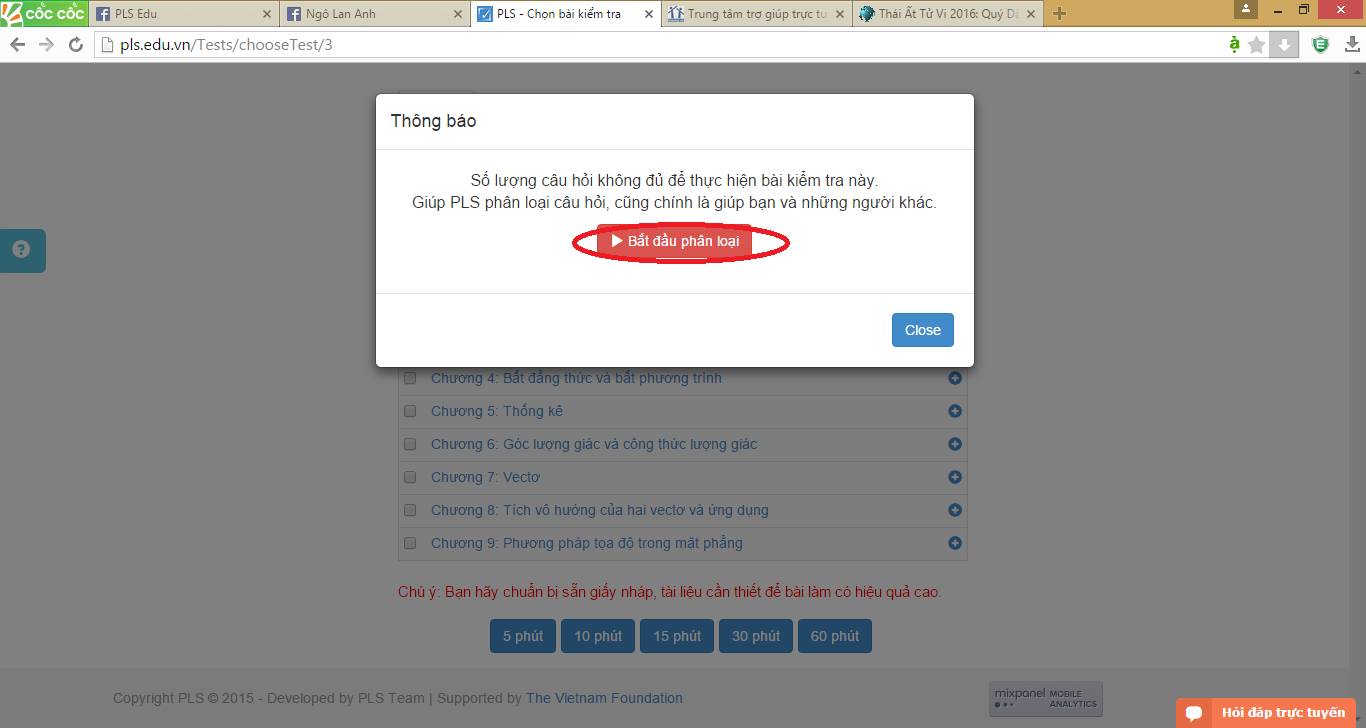 cốc cốc
PLS Edu
Ngô Lan Anh
PLS - Chọn bài kiểm tra
Trung tâm trợ giúp trực tu
Thái Ất Tử Vi 2016: Quý Dậ
pls.edu.vn/Tests/chooseTest/3
Thông báo
Số lượng câu hỏi không đủ để thực hiện bài kiểm tra này.
Giúp PLS phân loại câu hỏi, cũng chính là giúp bạn và những người khác.
Bắt đầu phân loại
Close
Chương 4: Bất đẳng thức và bất phương trình
Chương 5: Thống kê
Chương 6: Góc lượng giác và công thức lượng giác
Chương 7: Vectơ
Chương 8: Tích vô hướng của hai vectơ và ứng dụng
Chương 9: Phương pháp tọa độ trong mặt phẳng
Chú ý: Bạn hãy chuẩn bị sẵn giấy nháp, tài liệu cần thiết để bài làm có hiệu quả cao.
5 phút 10 phút 15 phút 30 phút 60 phút
Copyright PLS © 2015 - Developed by PLS Team | Supported by The Vietnam Foundation
mixpanel MOBILE
ANALYTICS
Hỏi đáp trực tuyến